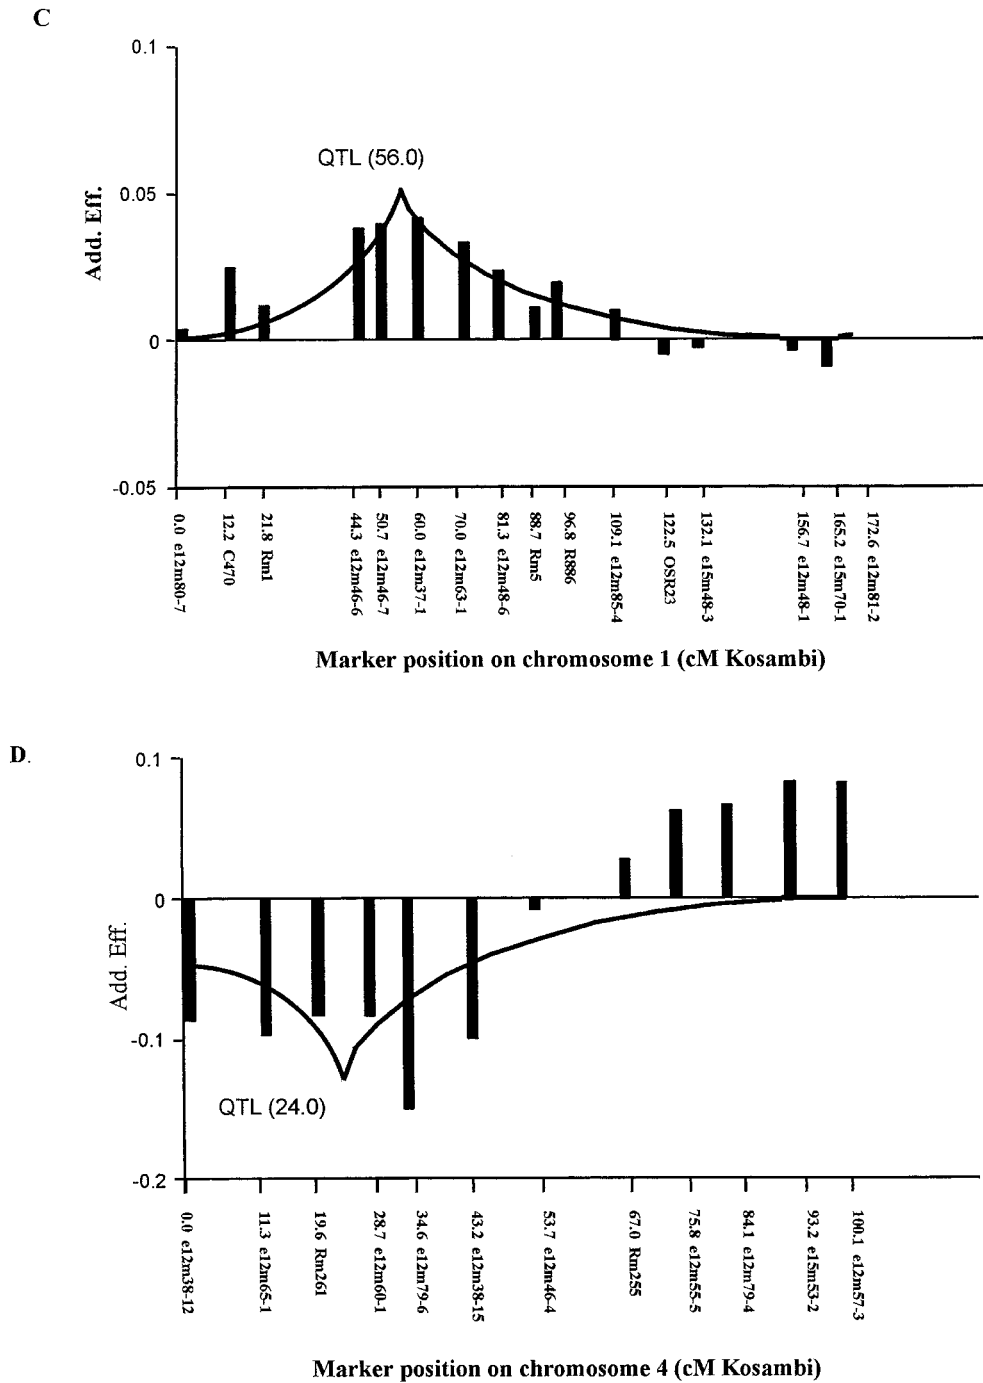 C
0.1
QTL (56.0)
0.05
Add. Eff.
0
-0.05
0.0 e12m80-7
12.2 C470
21.8 Rm1
44.3 e12m46-6
50.7 e12m46-7
60.0 e12m37-1
70.0 e12m63-1
81.3 e12m48-6
88.7 Rm5
96.8 R886
109.1 e12m85-4
122.5 OSR23
132.1 e15m48-3
156.7 e12m48-1
165.2 e15m70-1
172.6 e12m81-2
Marker position on chromosome 1 (cM Kosambi)
D.
0.1
0
Add. Eff.
-0.1
QTL (24.0)
-0.2
0.0 e12m38-12
11.3 e12m65-1
19.6 Rm261
28.7 e12m60-1
34.6 e12m79-6
43.2 e12m38-15
53.7 e12m46-4
67.0 Rm255
75.8 e12m55-5
84.1 e12m79-4
93.2 e15m53-2
100.1 e12m57-3
Marker position on chromosome 4 (cM Kosambi)